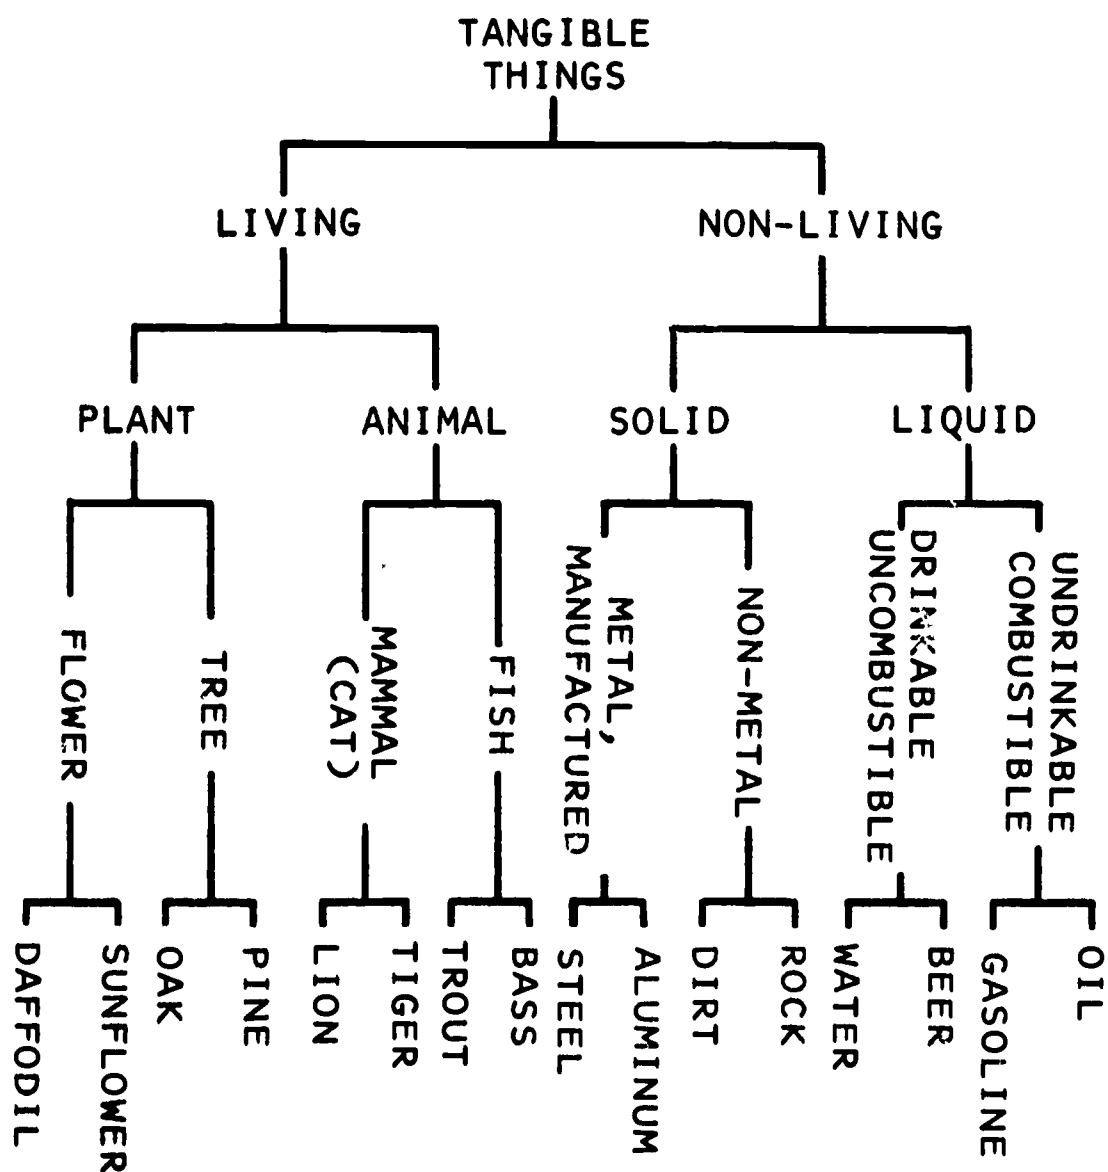 TANGIBLE
THINGS
LIVING
NON-LIVING
PLANT
ANIMAL
SOLID
LIQUID
FLOWER
TREE
MAMMAL
(CAT)
FISH
METAL,
MANUFACTURED
NON-METAL
DRINKABLE
UNCOMBUSTIBLE
UNDRINKABLE
COMBUSTIBLE
DAFFODIL
SUNFLOWER
OAK
PINE
LION
TIGER
TROUT
BASS
STEEL
ALUMINUM
DIRT
ROCK
WATER
BEER
GASOLINE
OIL